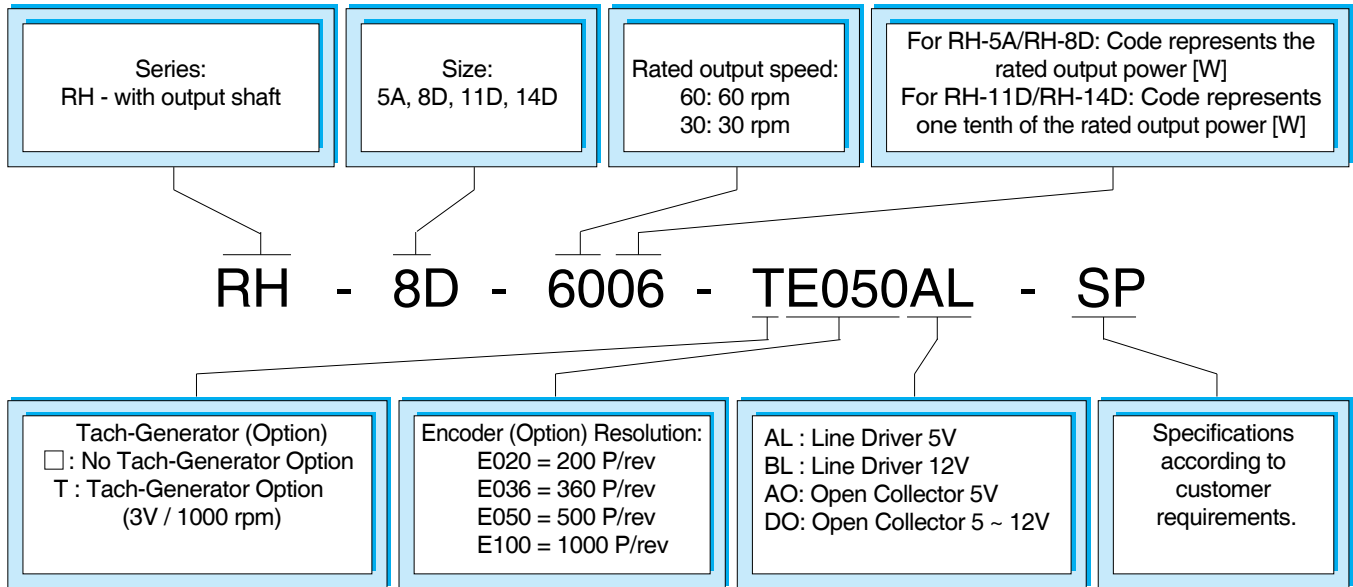 Series:
RH - with output shaft
Size:
5A, 8D, 11D, 14D
Rated output speed:
60: 60 rpm
30: 30 rpm
For RH-5A/RH-8D: Code represents the
rated output power [W]
For RH-11D/RH-14D: Code represents
one tenth of the rated output power [W]
RH - 8D - 6006 - TE050AL - SP
Tach-Generator (Option)
□ : No Tach-Generator Option
T : Tach-Generator Option
(3V / 1000 rpm)
Encoder (Option) Resolution:
E020 = 200 P/rev
E036 = 360 P/rev
E050 = 500 P/rev
E100 = 1000 P/rev
AL : Line Driver 5V
BL : Line Driver 12V
AO: Open Collector 5V
DO: Open Collector 5 ~ 12V
Specifications
according to
customer
requirements.